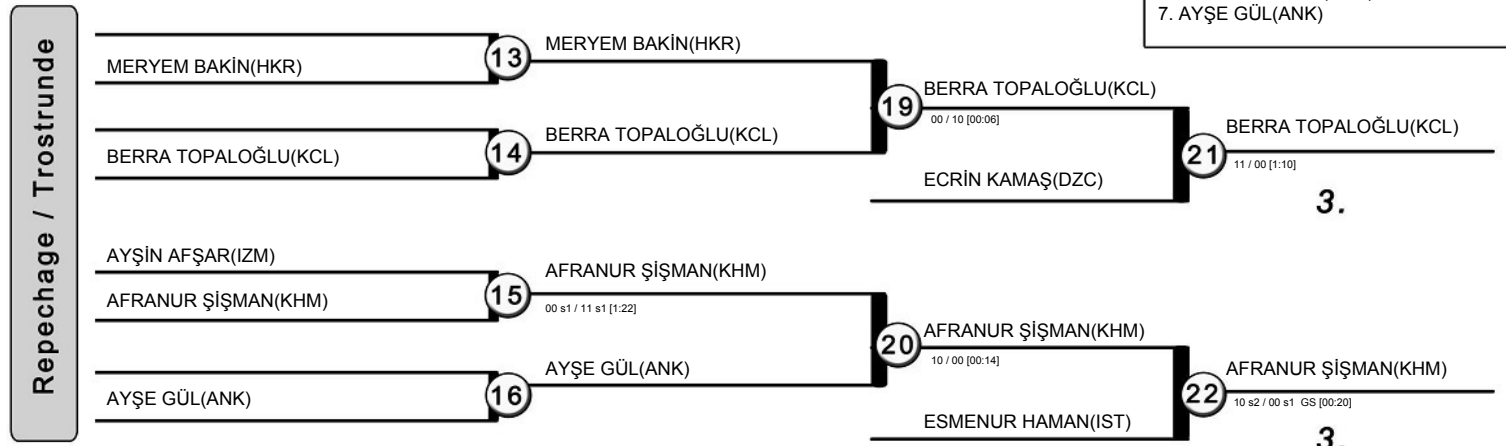 7. AYŞE GÜL(ANK)
Repechage / Trostrunde
MERYEM BAKİN(HKR)
13
MERYEM BAKİN(HKR)
BERRA TOPALOĞLU(KCL)
14
BERRA TOPALOĞLU(KCL)
19
BERRA TOPALOĞLU(KCL)
00 / 10 [00:06]
ECRİN KAMAŞ(DZC)
21
BERRA TOPALOĞLU(KCL)
11 / 00 [1:10]
3.
AYŞİN AFŞAR(IZM)
AFRANUR ŞİŞMAN(KHM)
15
AFRANUR ŞİŞMAN(KHM)
00 s1 / 11 s1 [1:22]
AYŞE GÜL(ANK)
16
AYŞE GÜL(ANK)
20
AFRANUR ŞİŞMAN(KHM)
10 / 00 [00:14]
ESMENUR HAMAN(IST)
22
AFRANUR ŞİŞMAN(KHM)
10 s2 / 00 s1 GS [00:20]
3.